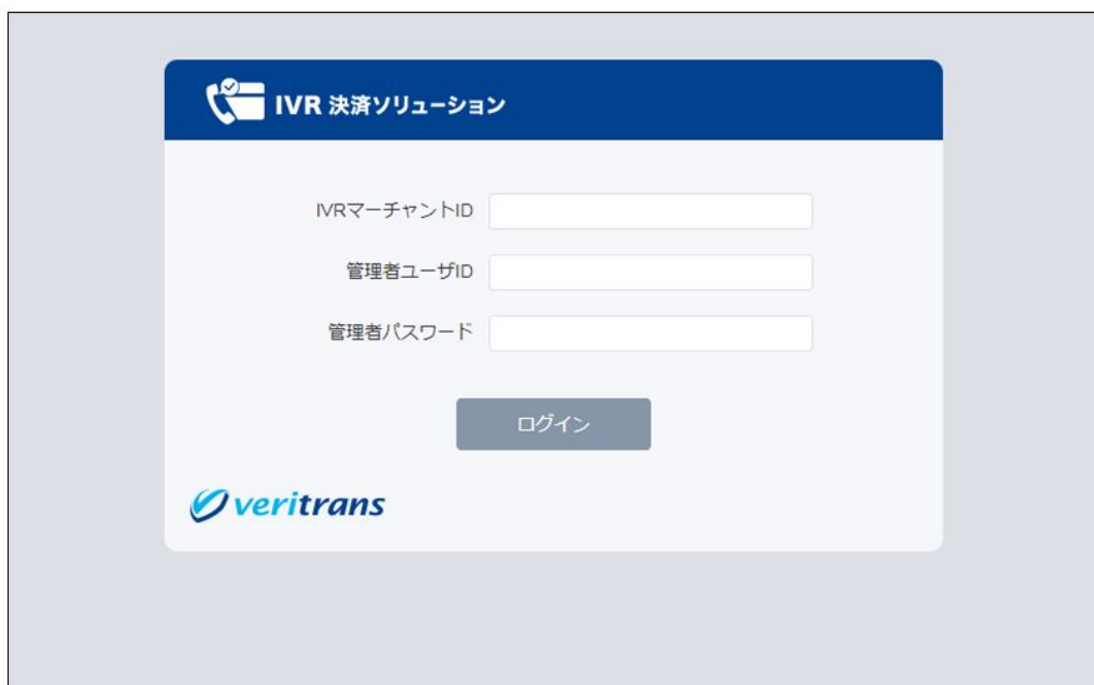 IVR 決済ソリューション
IVRマーチャントID
管理者ユーザID
管理者パスワード
ログイン
veritrans